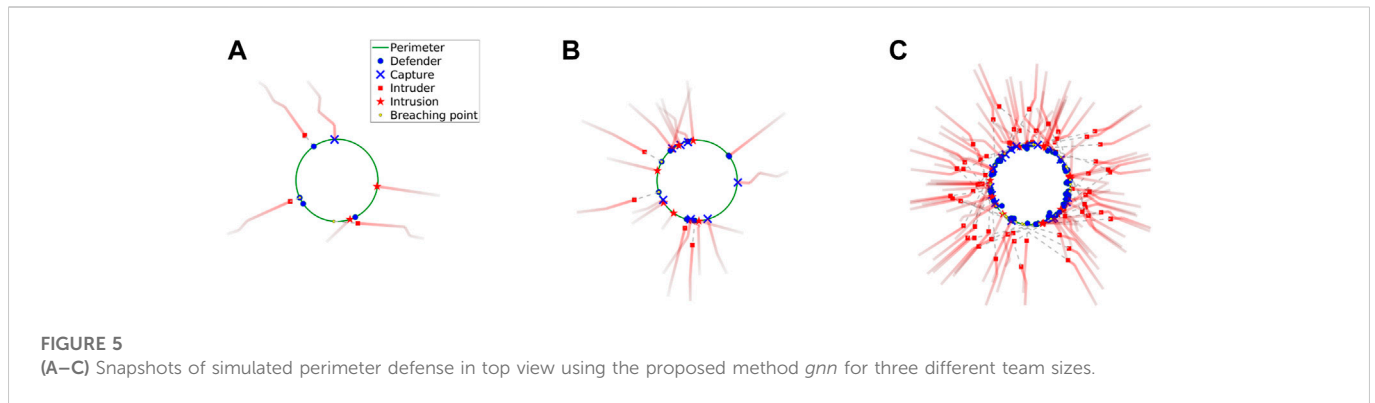 A
Perimeter
Defender
Capture
Intruder
Intrusion
Breaching point
B
C
FIGURE 5
(A–C) Snapshots of simulated perimeter defense in top view using the proposed method gnn for three different team sizes.